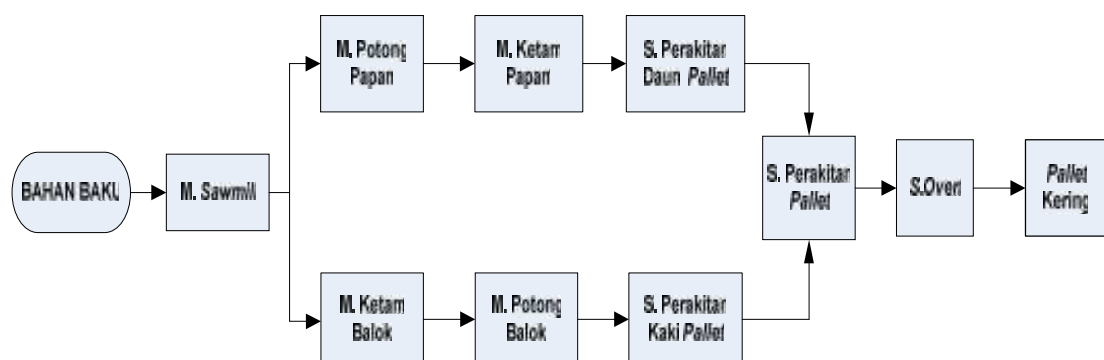 M. Potong
Papan
M. Ketam
Papan
S. Perakitan
Daun Pallet
BAHAN BAKU
M. Sawmill
S. Perakitan
Pallet
S.Oven
Pallet
Kering
M. Ketam
Balok
M. Potong
Balok
S. Perakitan
Kaki Pallet